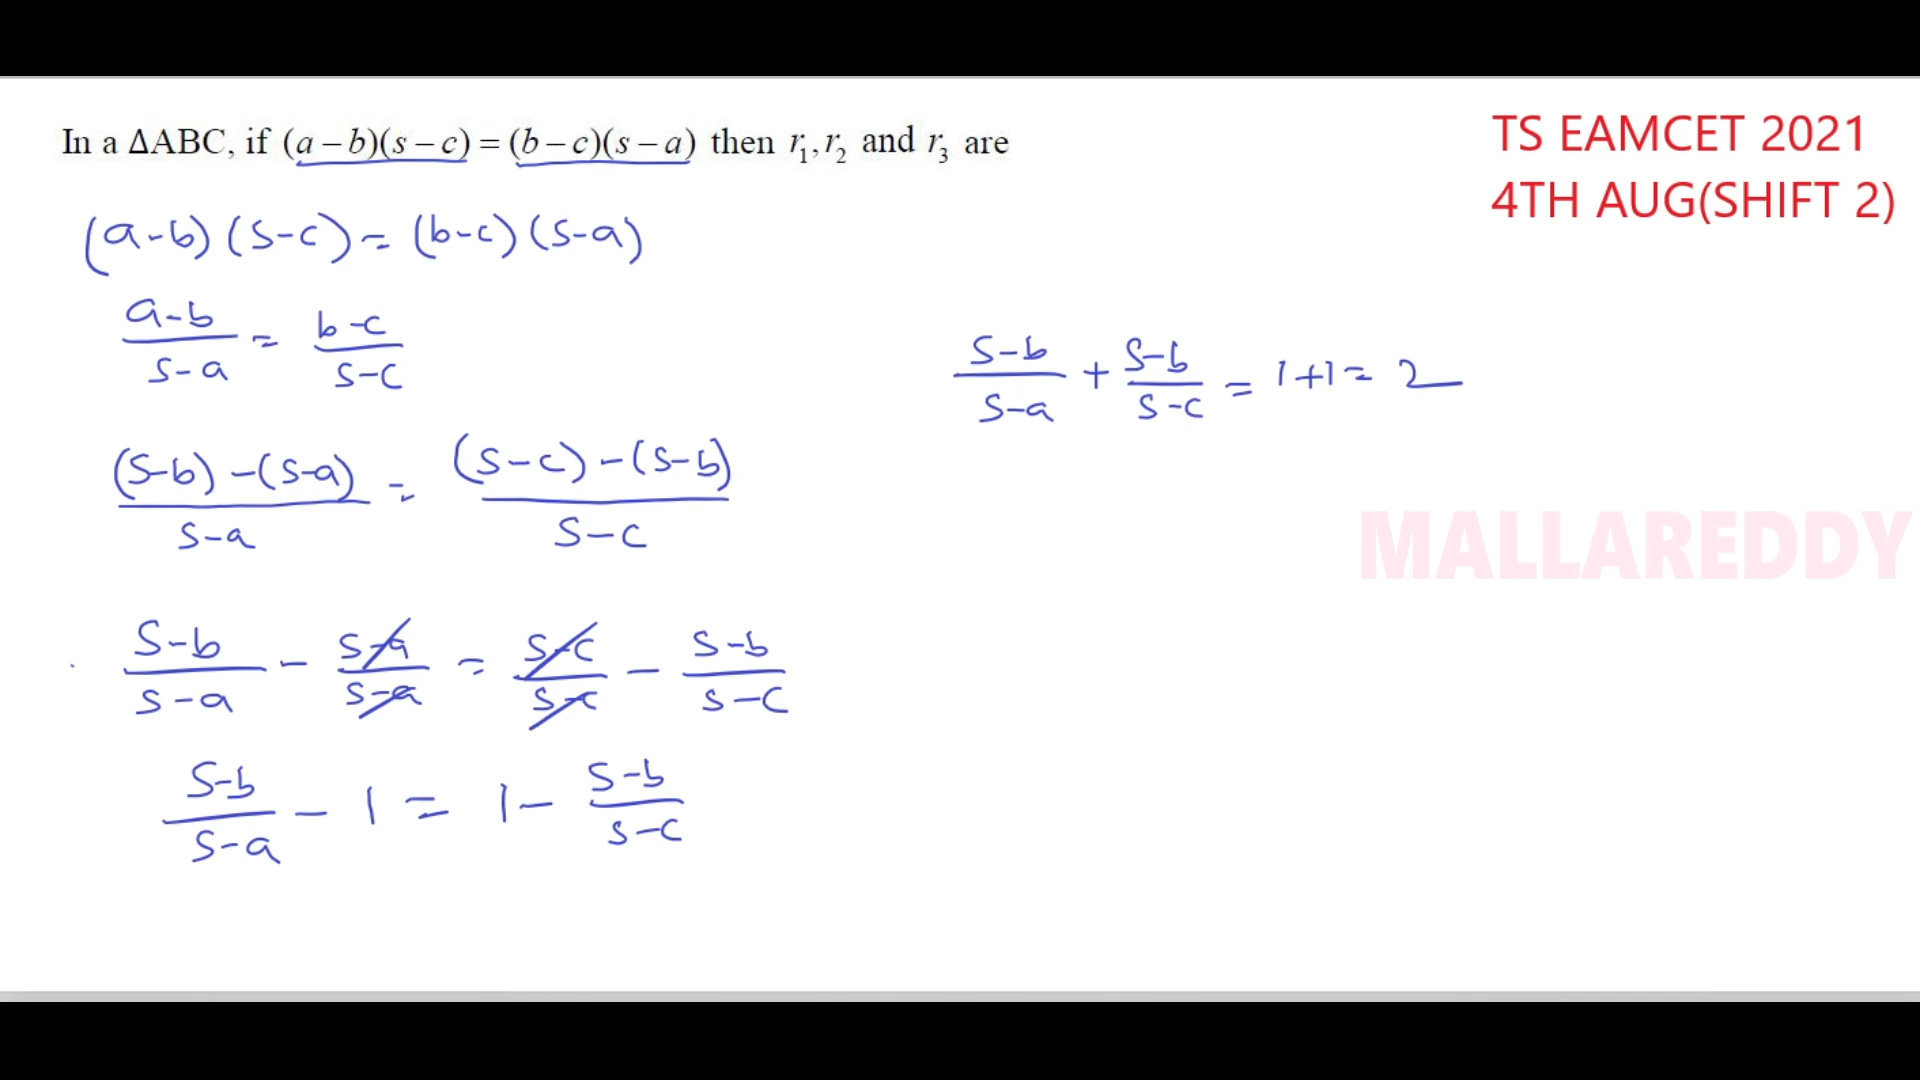 In a ΔABC, if (a − b)(s − c) = (b − c)(s − a) then r₁, r₂ and r₃ are
TS EAMCET 2021
4TH AUG(SHIFT 2)
(a-b) (s-c) = (b-c) (s-a)
(a-b)/(s-a) = (b-c)/(s-c)
((s-b) - (s-a))/(s-a) = ((s-c) - (s-b))/(s-c)
(s-b)/(s-a) - (s-a)/(s-a) = (s-c)/(s-c) - (s-b)/(s-c)
(s-b)/(s-a) - 1 = 1 - (s-b)/(s-c)
(s-b)/(s-a) + (s-b)/(s-c) = 1+1 = 2
MALLAREDDY